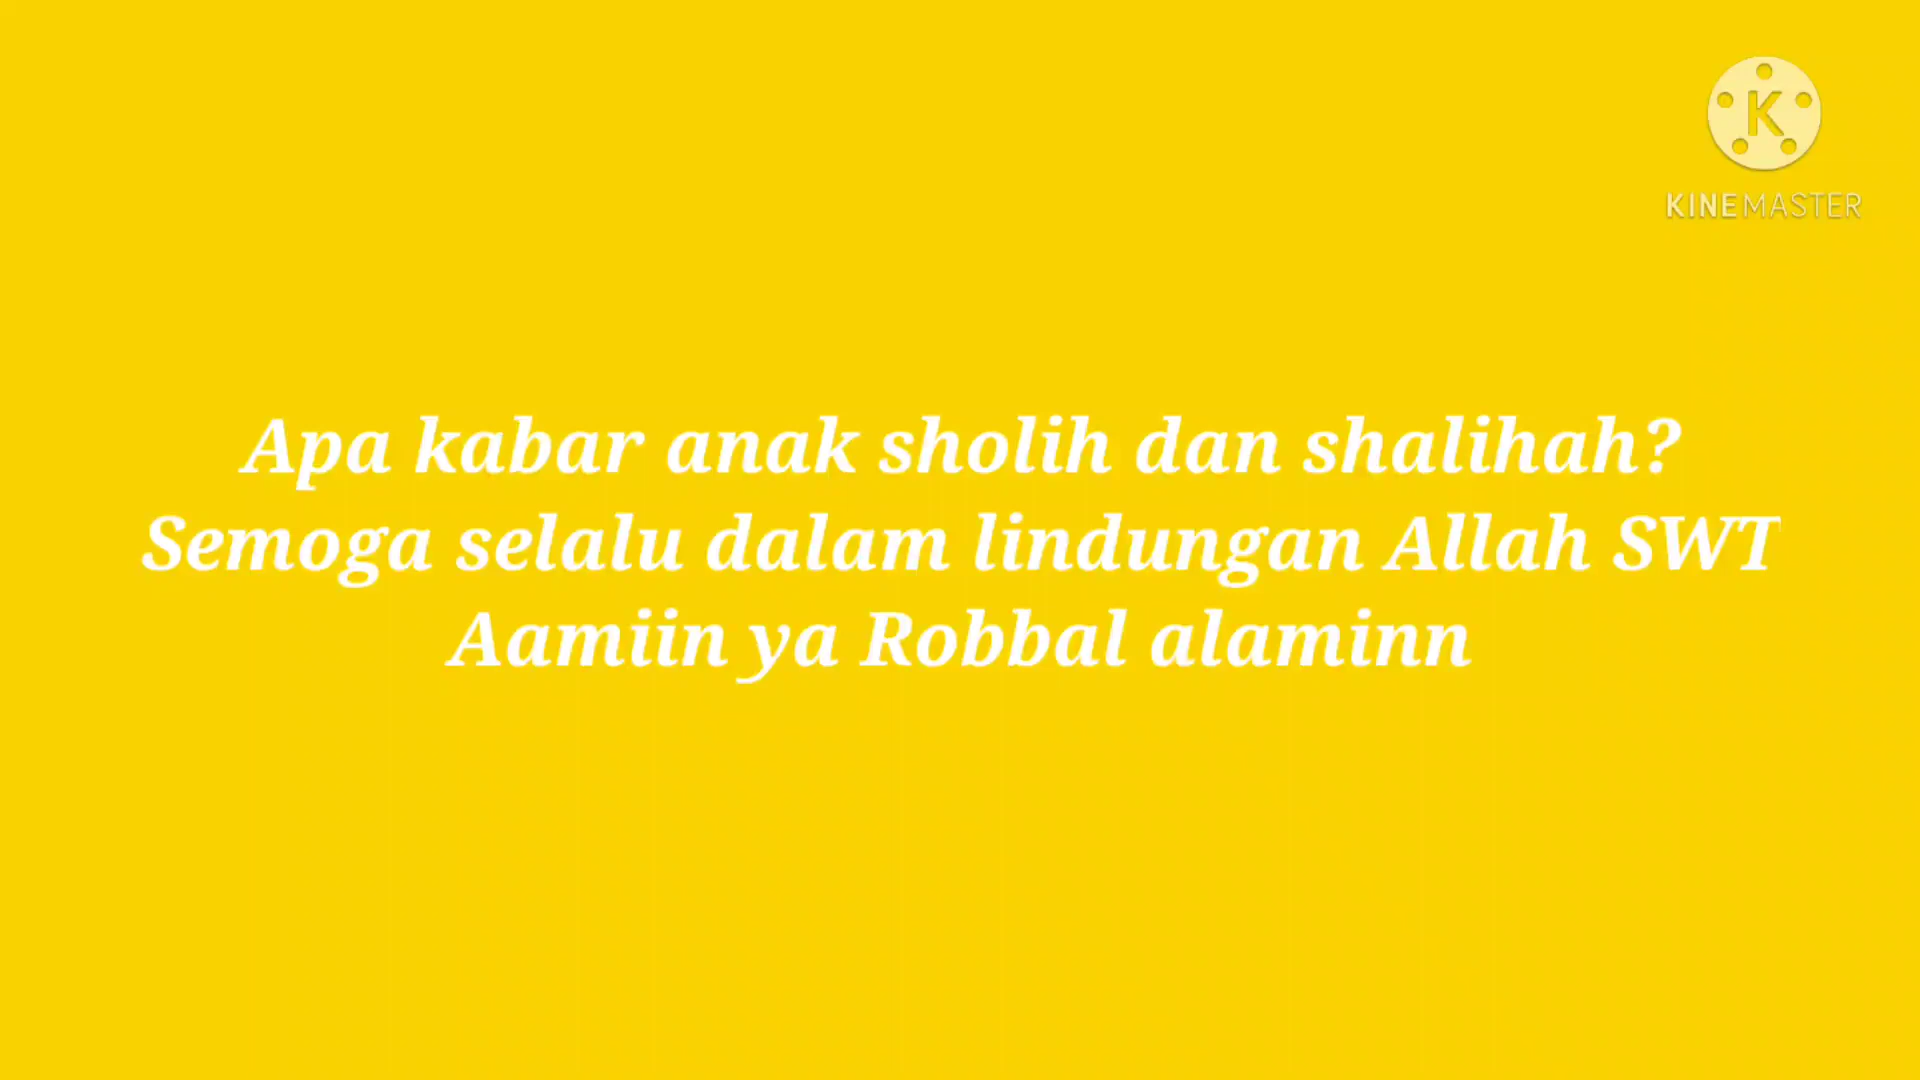 K
KINEMASTER
Apa kabar anak sholih dan shalihah?
Semoga selalu dalam lindungan Allah SWT
Aamiin ya Robbal alaminn